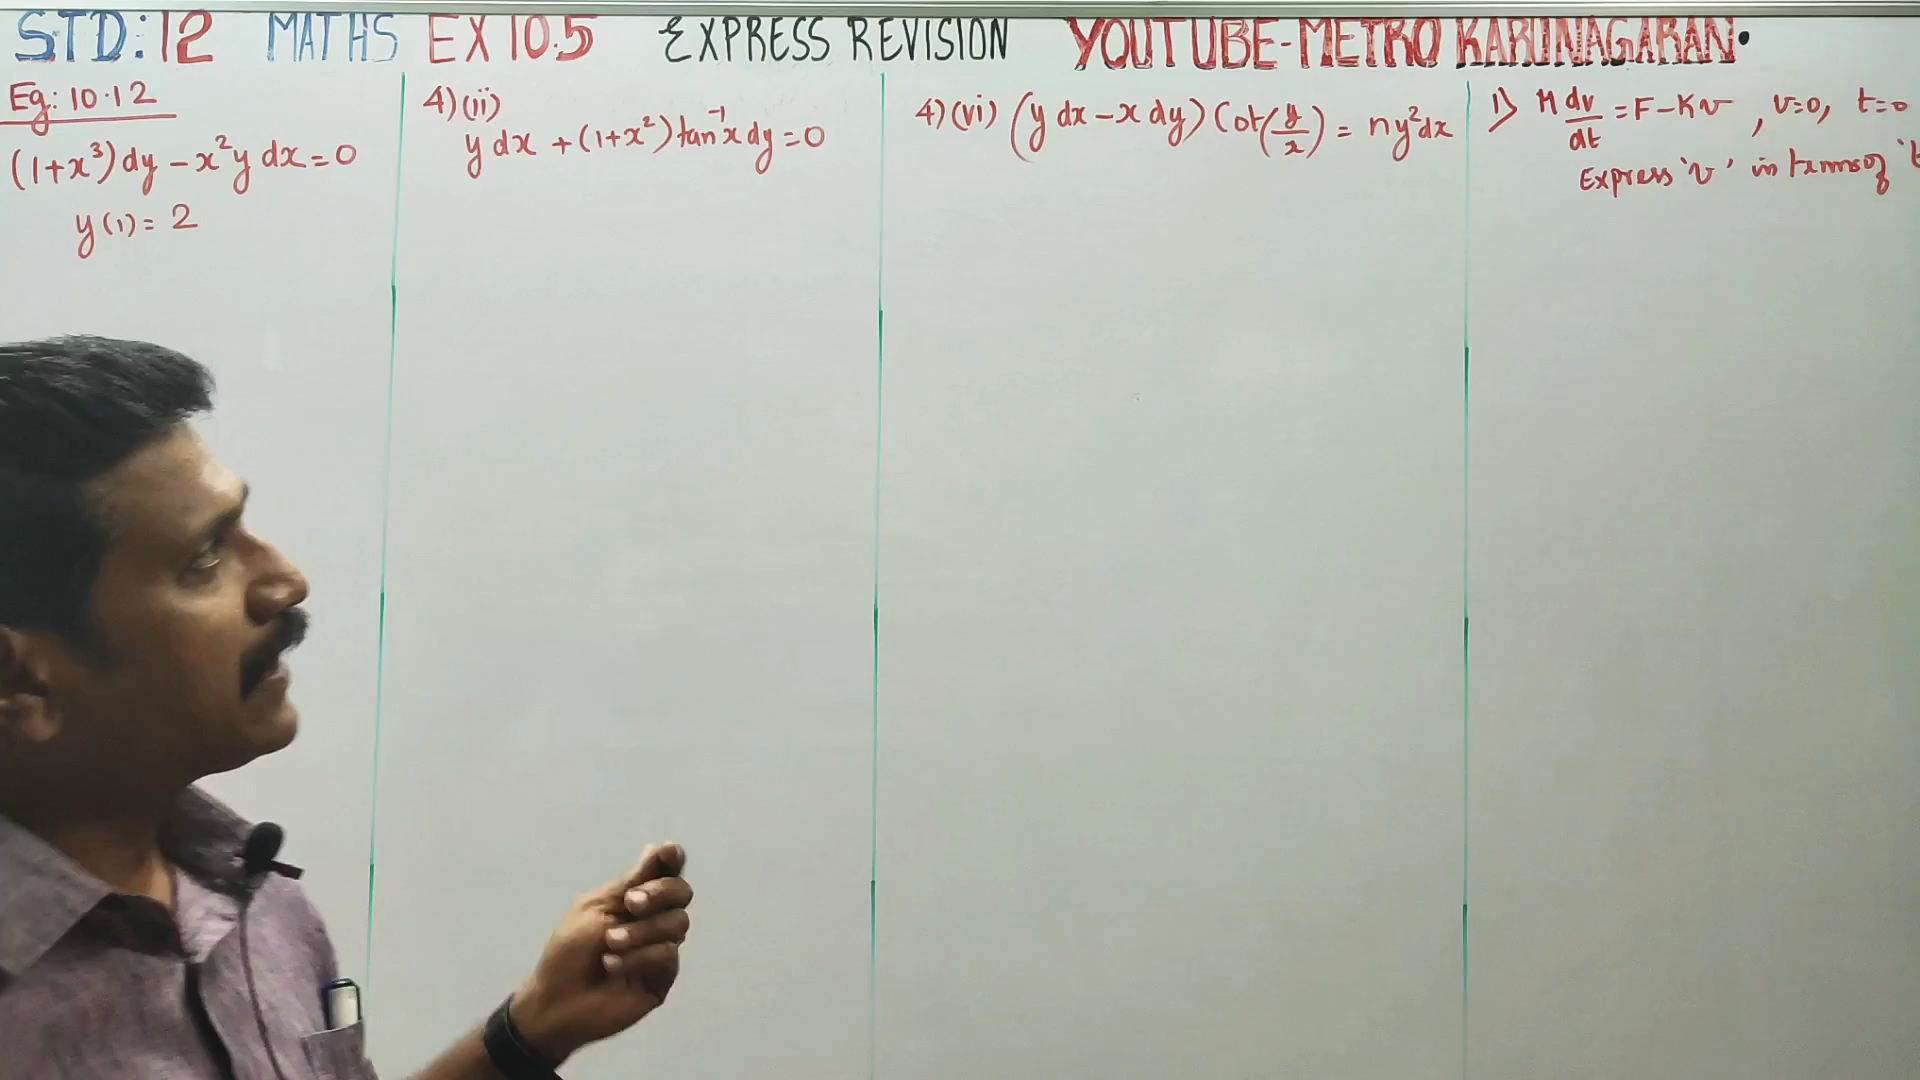 STD:12 MATHS EX 10.5 EXPRESS REVISION YOUTUBE-METRO KARUNAGARAN.
Eg: 10.12
(1+x³)dy - x²y dx = 0
y(1) = 2
4)(ii)
y dx + (1+x²) tan⁻¹x dy = 0
4)(vi) (y dx - x dy) Cot(y/x) = ny²dx
1) M dv/dt = F - Kv, v=0, t=0
Express 'v' in terms of 't